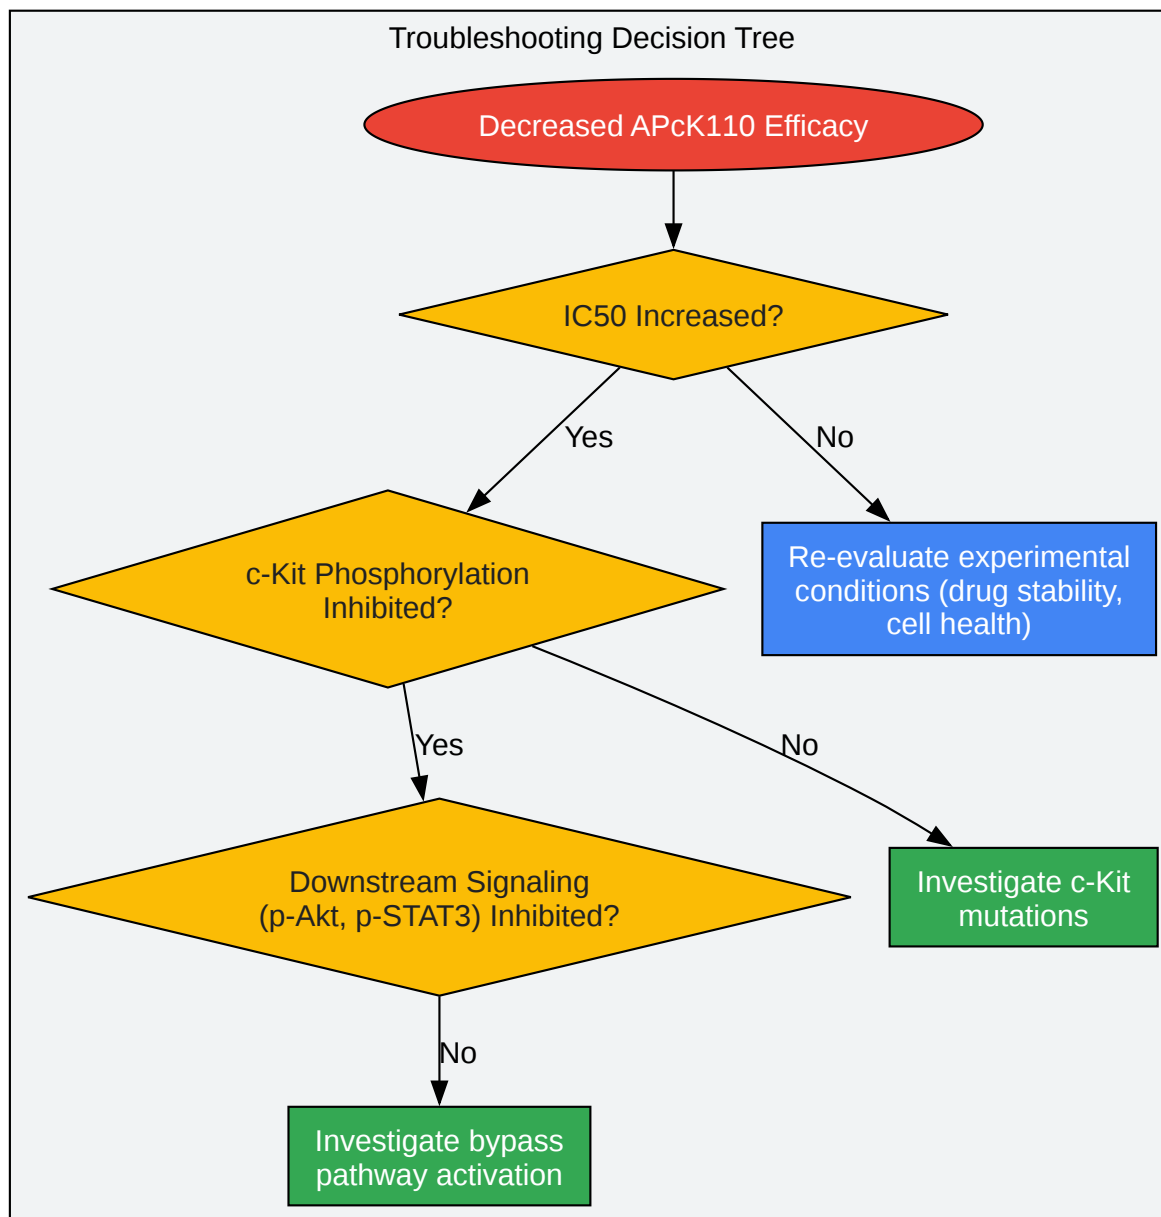 Troubleshooting Decision Tree
Decreased APcK110 Efficacy
IC50 Increased?
Yes
No
c-Kit Phosphorylation
Inhibited?
Re-evaluate experimental
conditions (drug stability,
cell health)
Yes
No
Downstream Signaling
(p-Akt, p-STAT3) Inhibited?
Investigate c-Kit
mutations
No
Investigate bypass
pathway activation